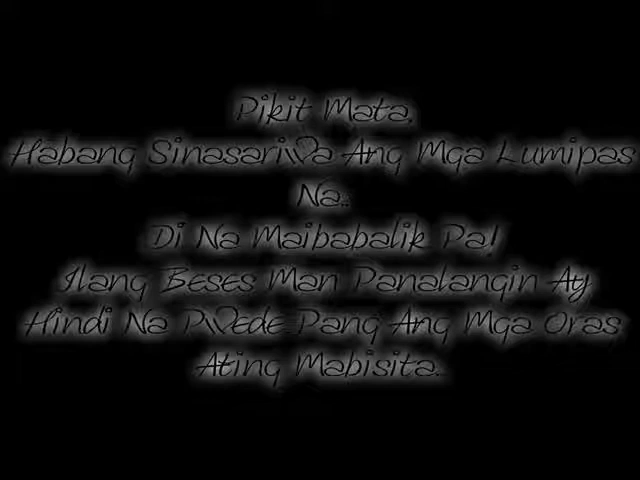 Pikit Mata,
Habang Sinasariwa Ang Mga Lumipas
Na..
Di Na Maibabalik Pa!
Ilang Beses Man Panalangin Ay
Hindi Na Pwede Pang Ang Mga Oras
Ating Mabisita..